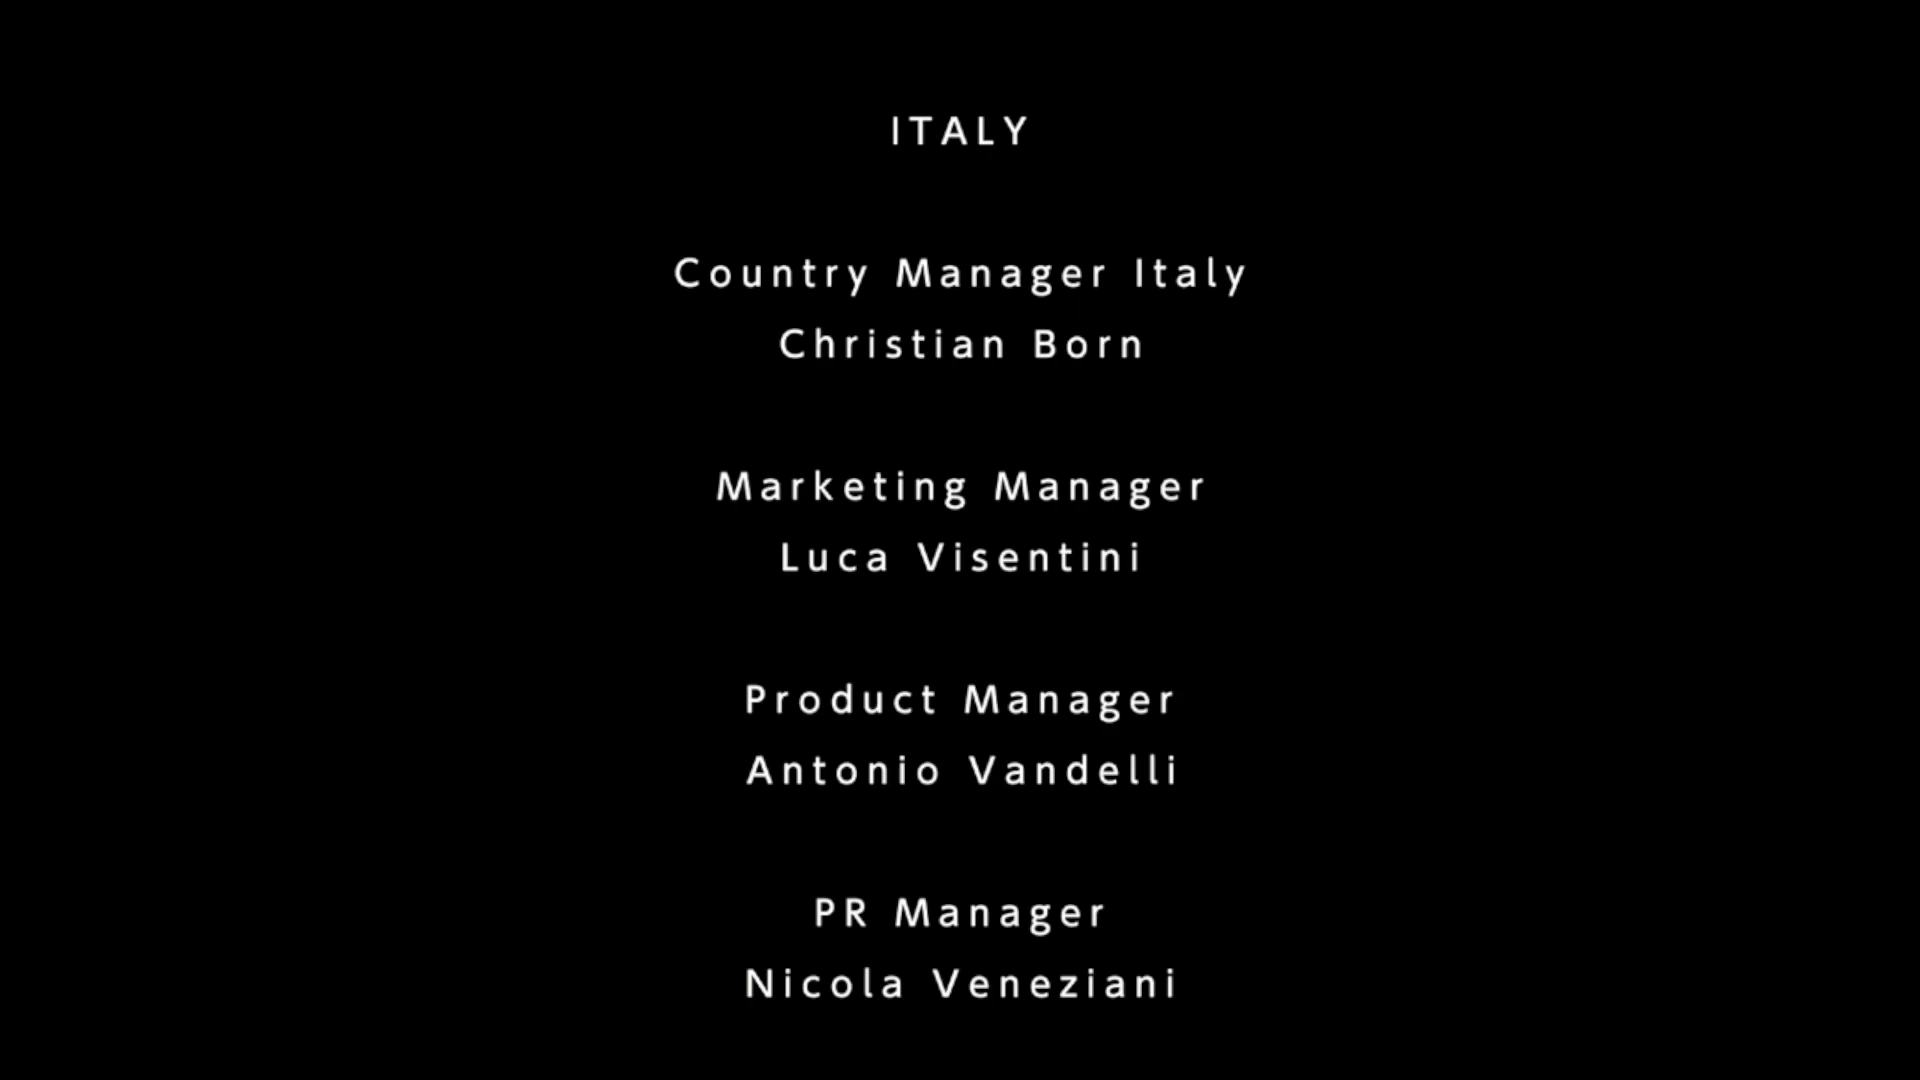 ITALY
Country Manager Italy
Christian Born
Marketing Manager
Luca Visentini
Product Manager
Antonio Vandelli
PR Manager
Nicola Veneziani